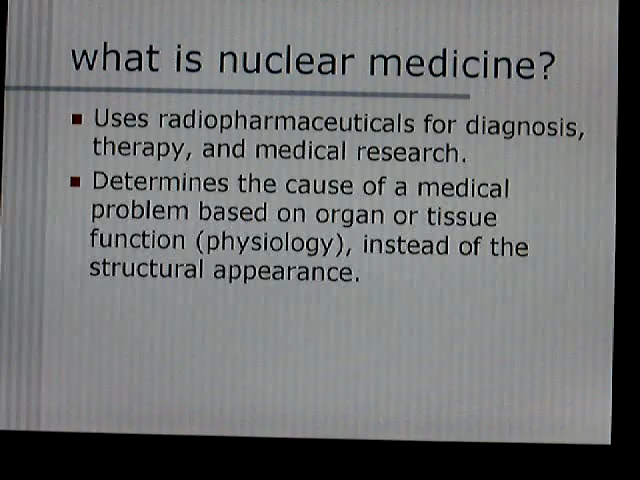 what is nuclear medicine?
Uses radiopharmaceuticals for diagnosis,
therapy, and medical research.
Determines the cause of a medical
problem based on organ or tissue
function (physiology), instead of the
structural appearance.